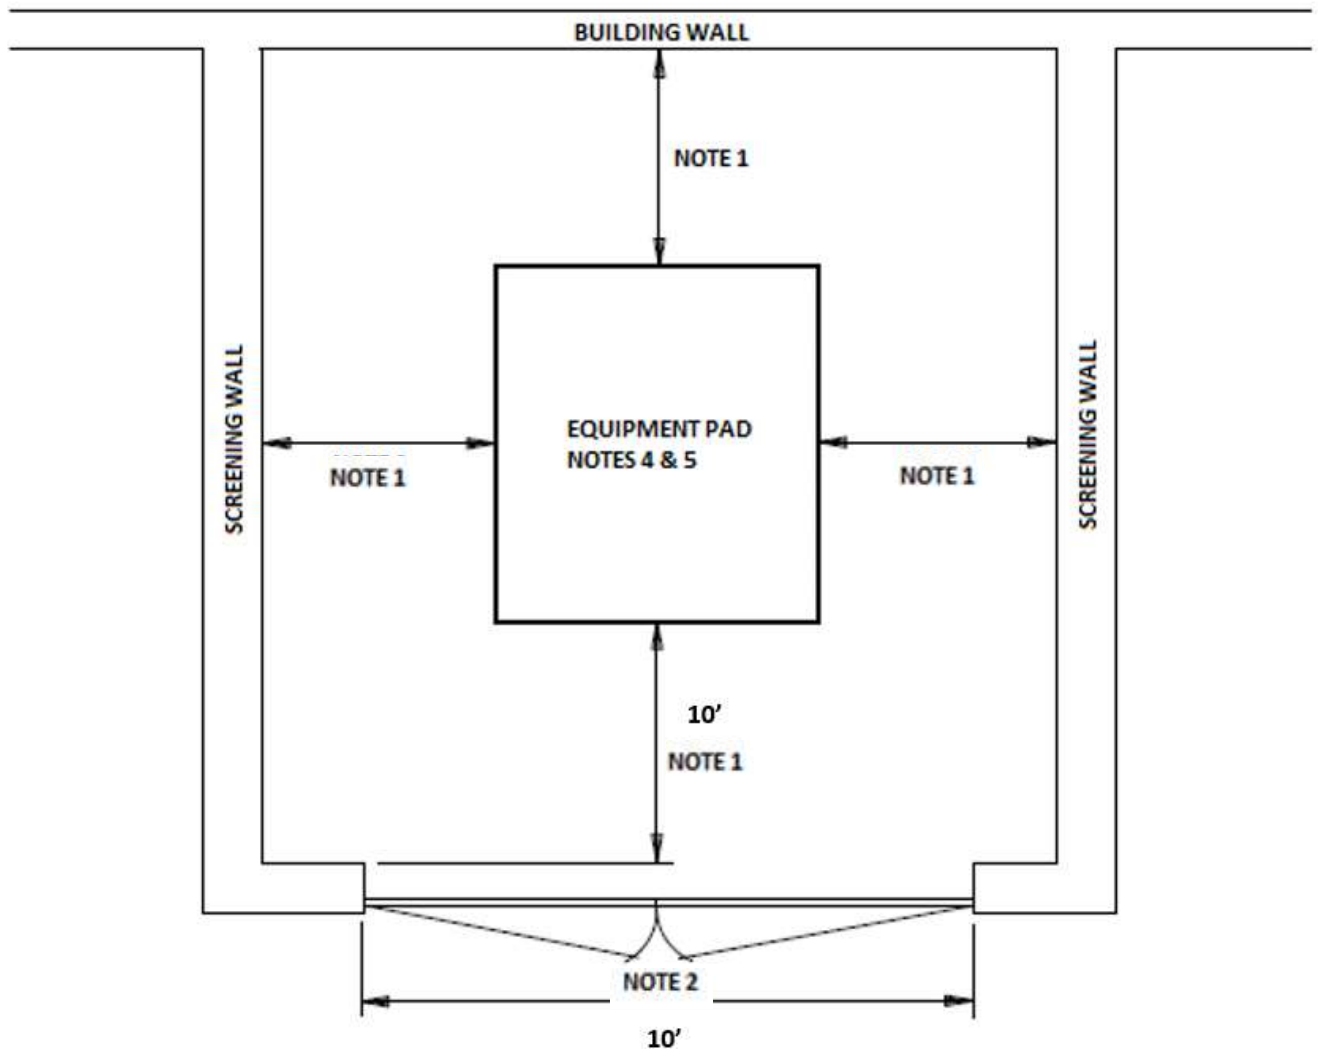 BUILDING WALL
NOTE 1
SCREENING WALL
NOTE 1
EQUIPMENT PAD
NOTES 4 & 5
NOTE 1
SCREENING WALL
10'
NOTE 1
NOTE 2
10'